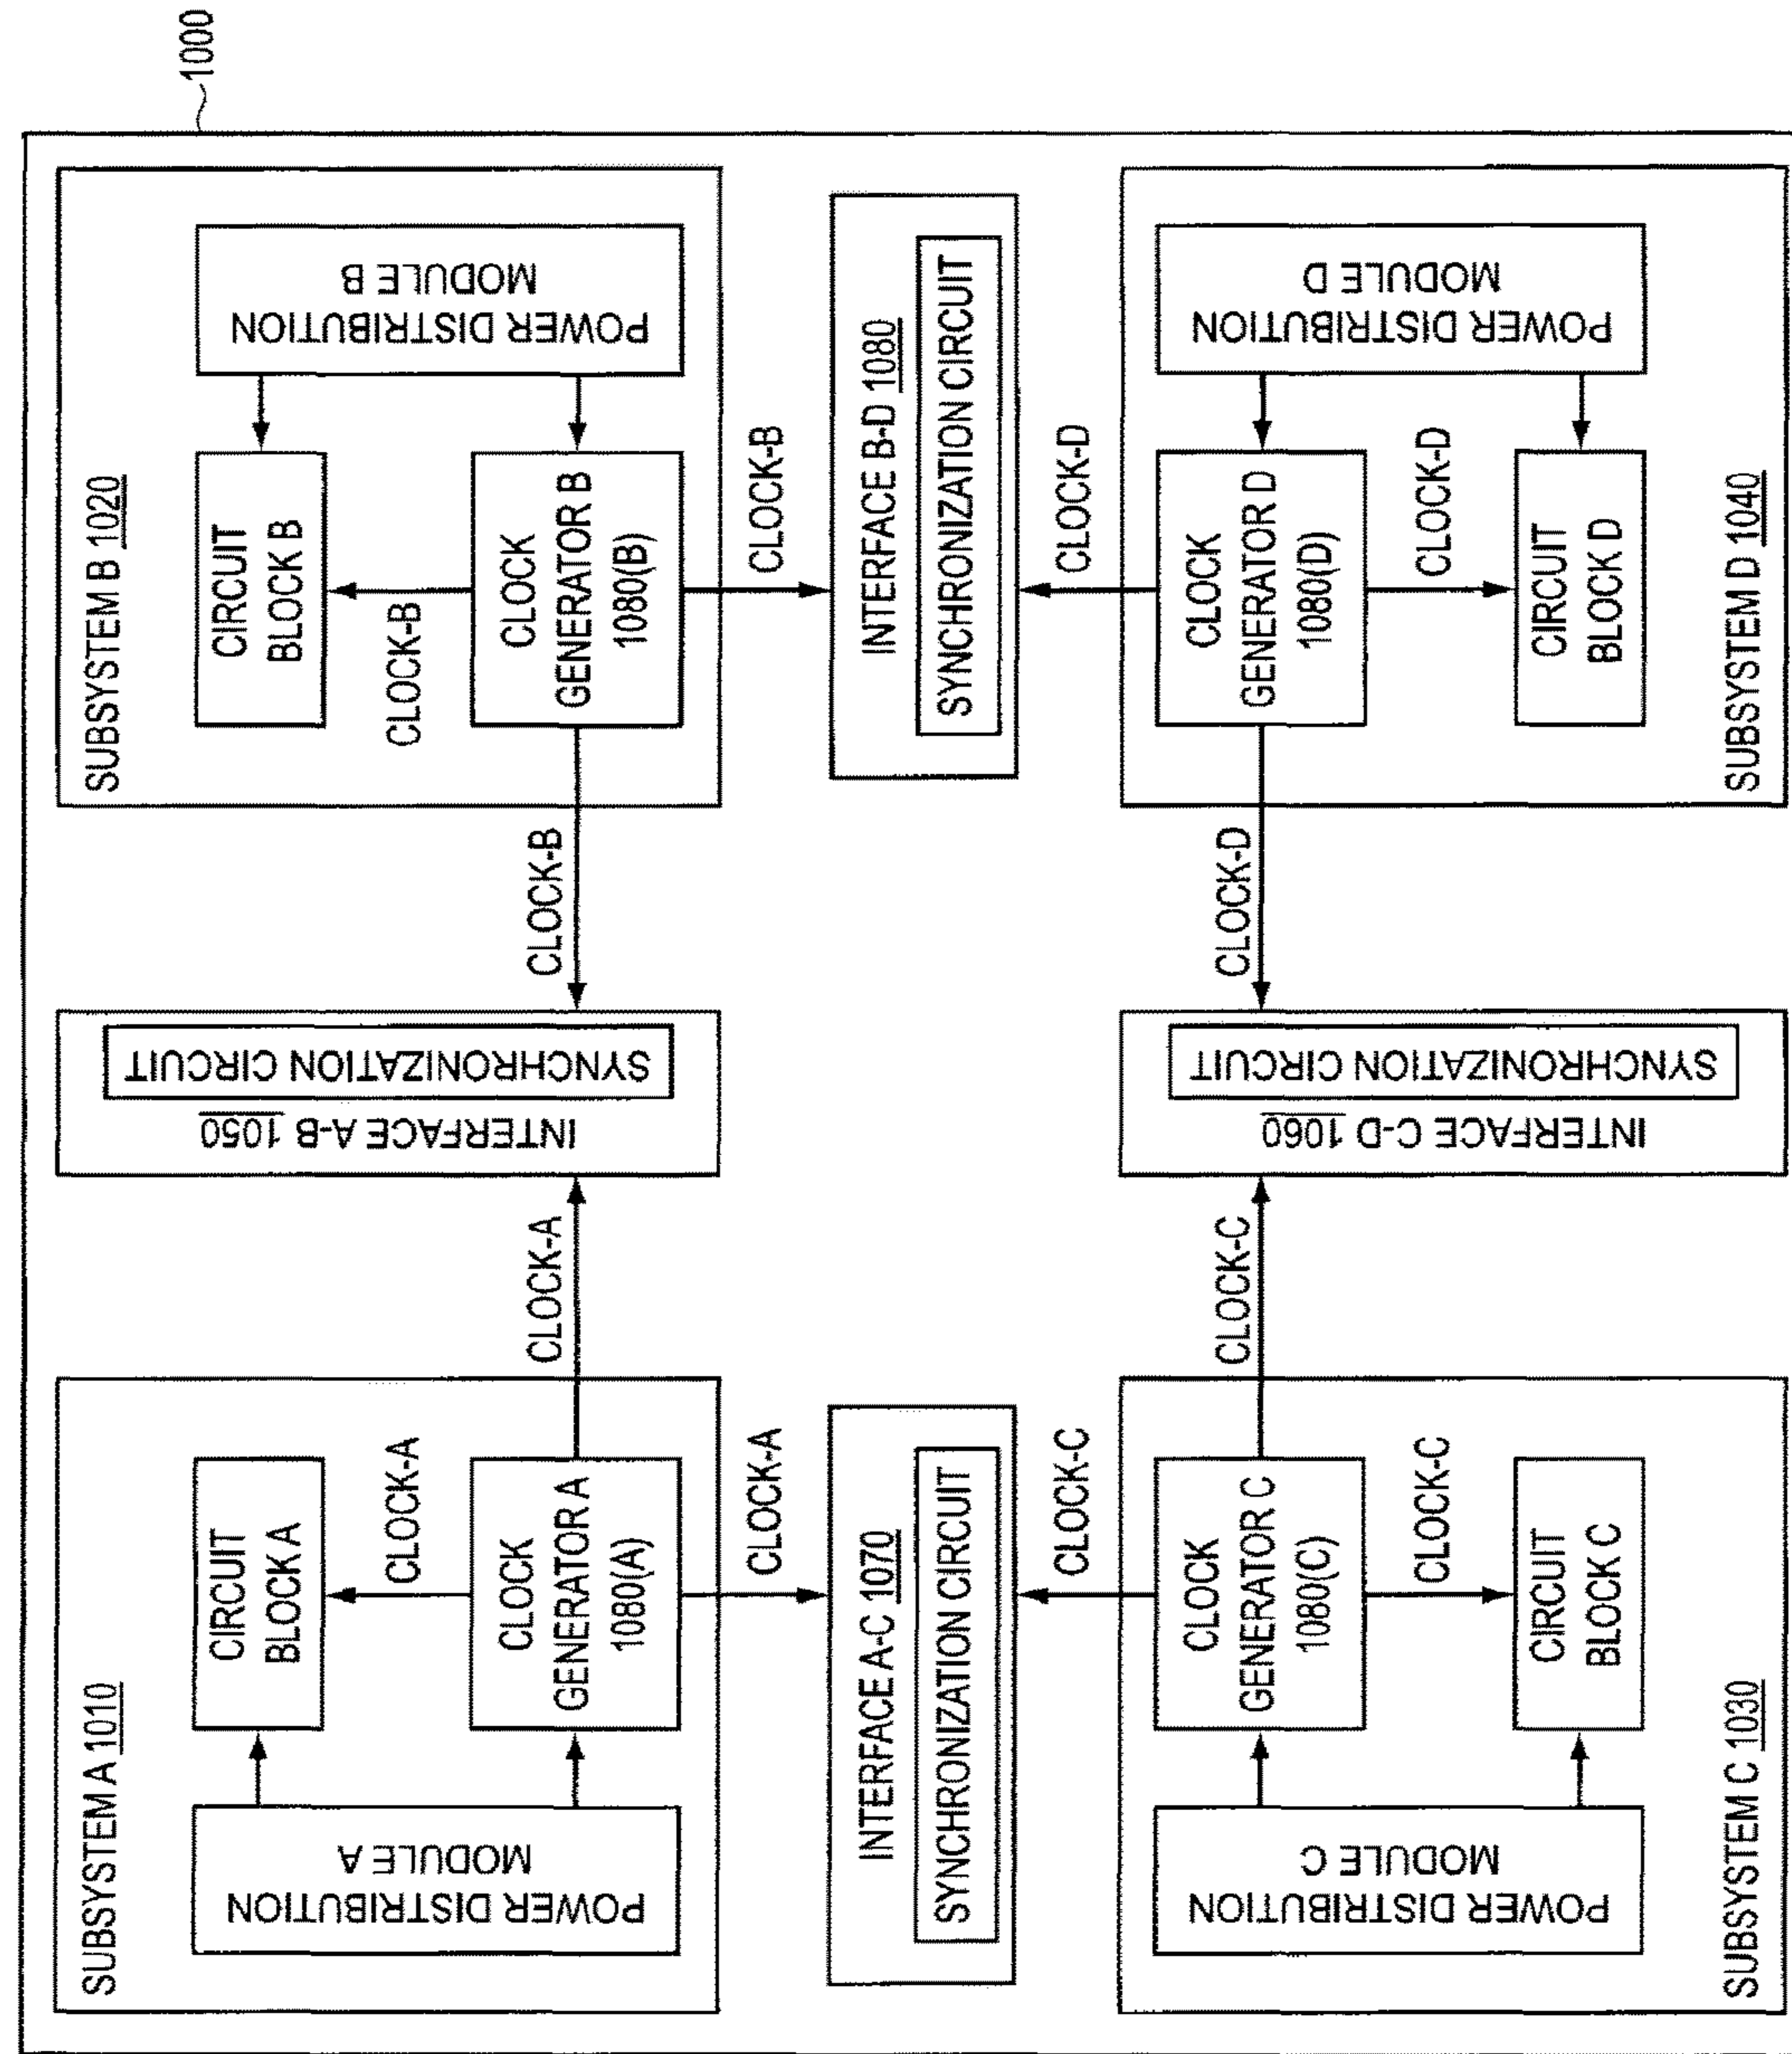 1000
SUBSYSTEM A 1010
POWER DISTRIBUTION
MODULE A
CIRCUIT
BLOCK A
CLOCK-A
CLOCK
GENERATOR A
1080(A)
CLOCK-A
CLOCK-A
INTERFACE A-B 1050
SYNCHRONIZATION CIRCUIT
SUBSYSTEM B 1020
CIRCUIT
BLOCK B
CLOCK-B
CLOCK
GENERATOR B
1080(B)
POWER DISTRIBUTION
MODULE B
CLOCK-B
CLOCK-B
INTERFACE A-C 1070
SYNCHRONIZATION CIRCUIT
INTERFACE B-D 1080
SYNCHRONIZATION CIRCUIT
CLOCK-C
CLOCK-D
SUBSYSTEM C 1030
POWER DISTRIBUTION
MODULE C
CLOCK
GENERATOR C
1080(C)
CLOCK-C
CIRCUIT
BLOCK C
CLOCK-C
INTERFACE C-D 1060
SYNCHRONIZATION CIRCUIT
CLOCK-D
CLOCK
GENERATOR D
1080(D)
CLOCK-D
CIRCUIT
BLOCK D
POWER DISTRIBUTION
MODULE D
SUBSYSTEM D 1040